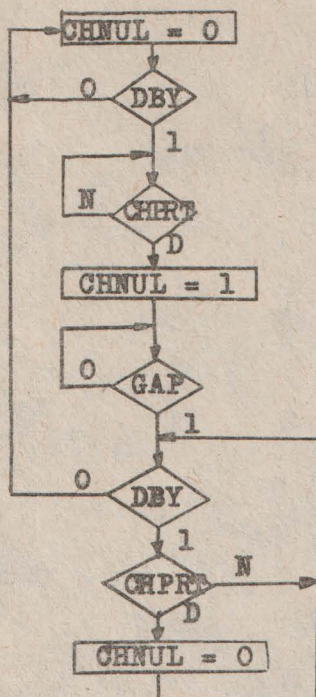 CHNUL = 0
0
DBY
1
N
CHPRT
D
CHNUL = 1
0
GAP
1
0
DBY
1
CHPRT
N
D
CHNUL = 0